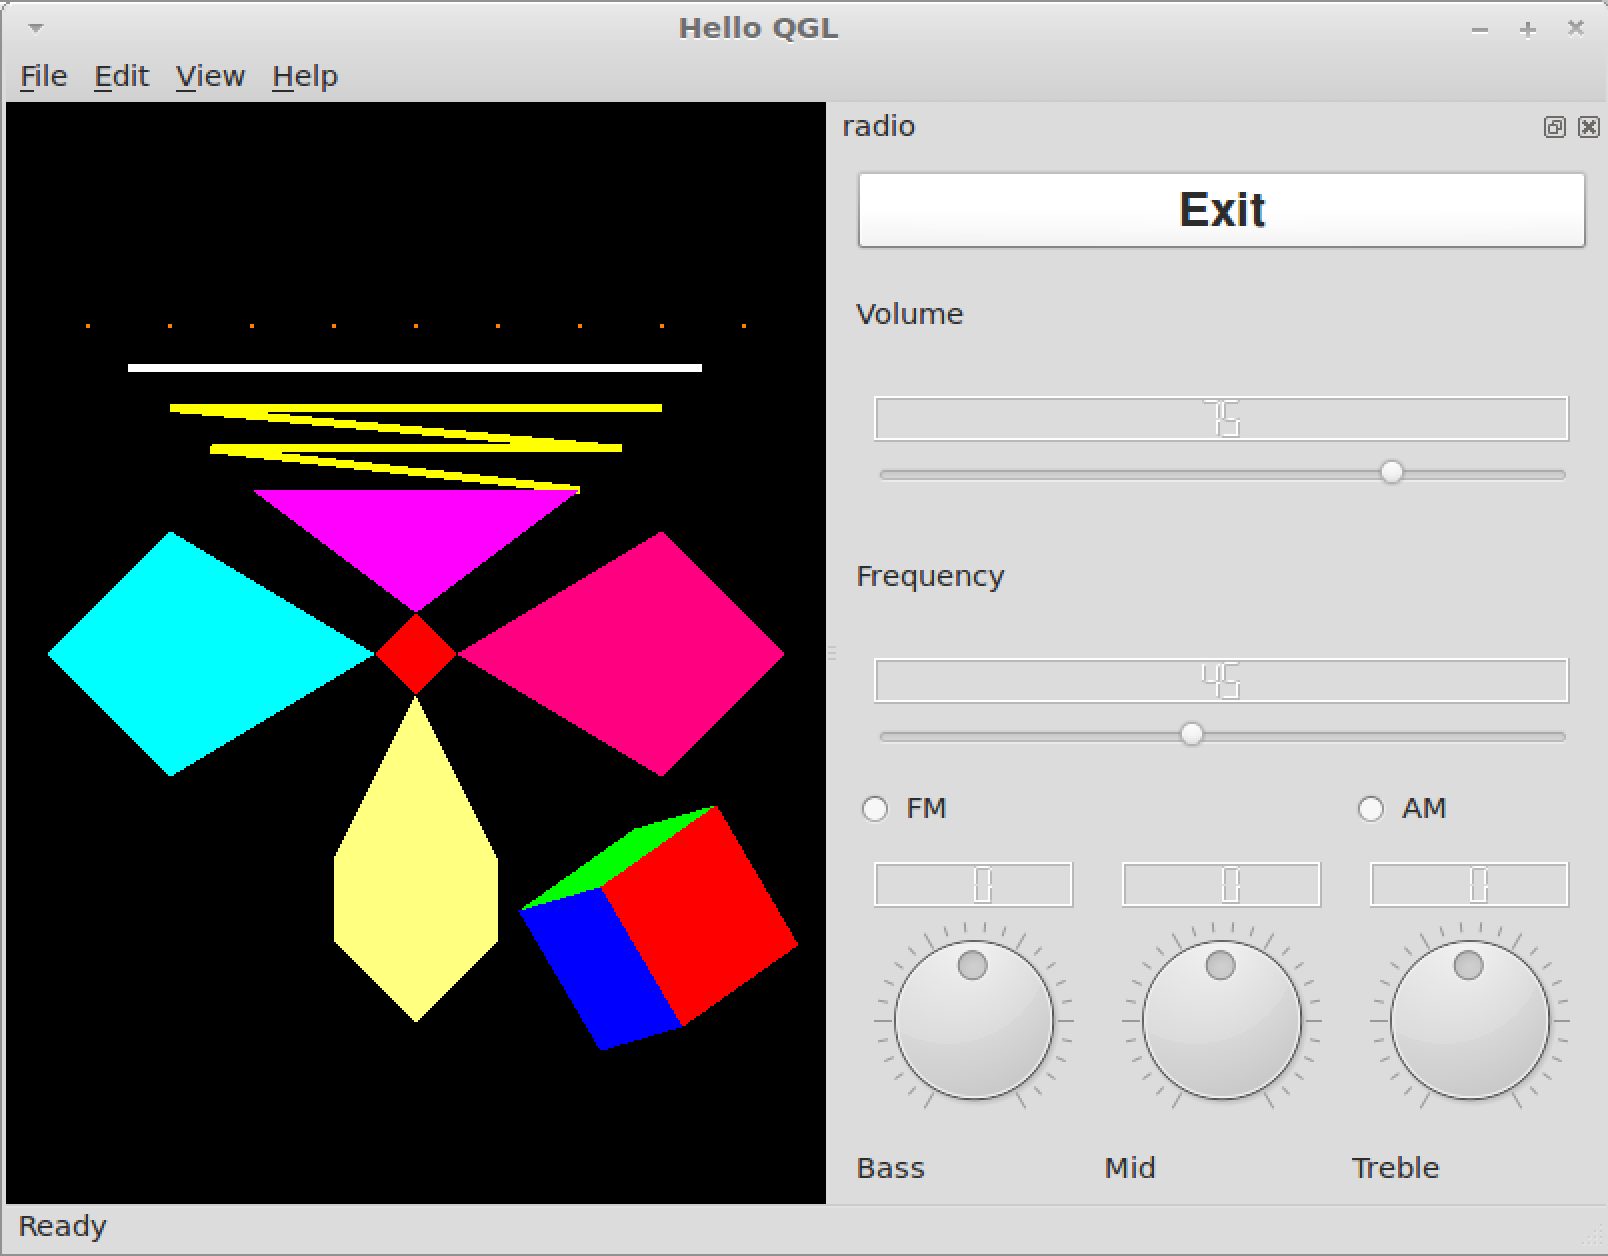 Hello QGL
File Edit View Help
radio
Exit
Volume
75
Frequency
45
FM AM
0 0 0
Bass Mid Treble
Ready